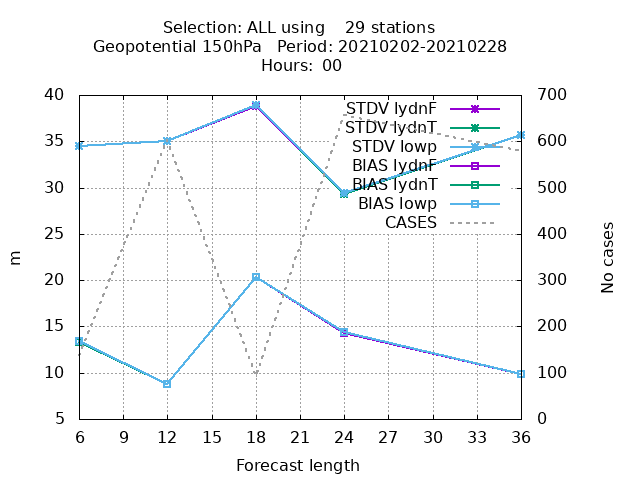 Selection: ALL using    29 stations
Geopotential 150hPa   Period: 20210202-20210228
Hours: 00
40
35
30
25
20
15
10
5
m
STDV lydnF
STDV lydnT
STDV lowp
BIAS lydnF
BIAS lydnT
BIAS lowp
CASES
700
600
500
400
300
200
100
0
No cases
6 9 12 15 18 21 24 27 30 33 36
Forecast length